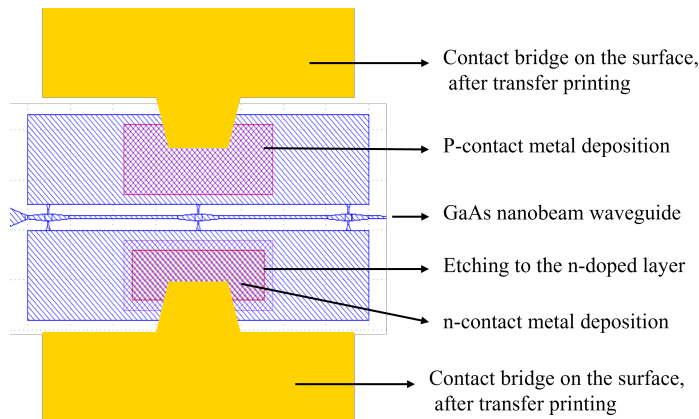 Contact bridge on the surface,
after transfer printing
P-contact metal deposition
GaAs nanobeam waveguide
Etching to the n-doped layer
n-contact metal deposition
Contact bridge on the surface,
after transfer printing